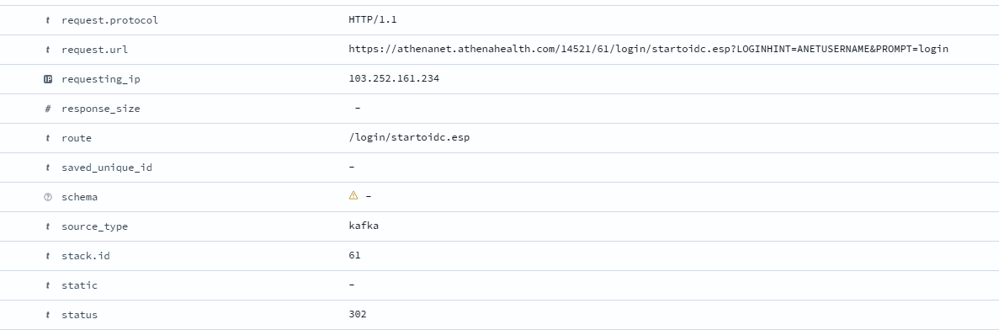 t request.protocol HTTP/1.1
t request.url https://athenanet.athenahealth.com/14521/61/login/startoidc.esp?LOGINHINT=ANETUSERNAME&PROMPT=login
IP requesting_ip 103.252.161.234
# response_size –
t route /login/startoidc.esp
t saved_unique_id –
? schema –
t source_type kafka
t stack.id 61
t static –
t status 302